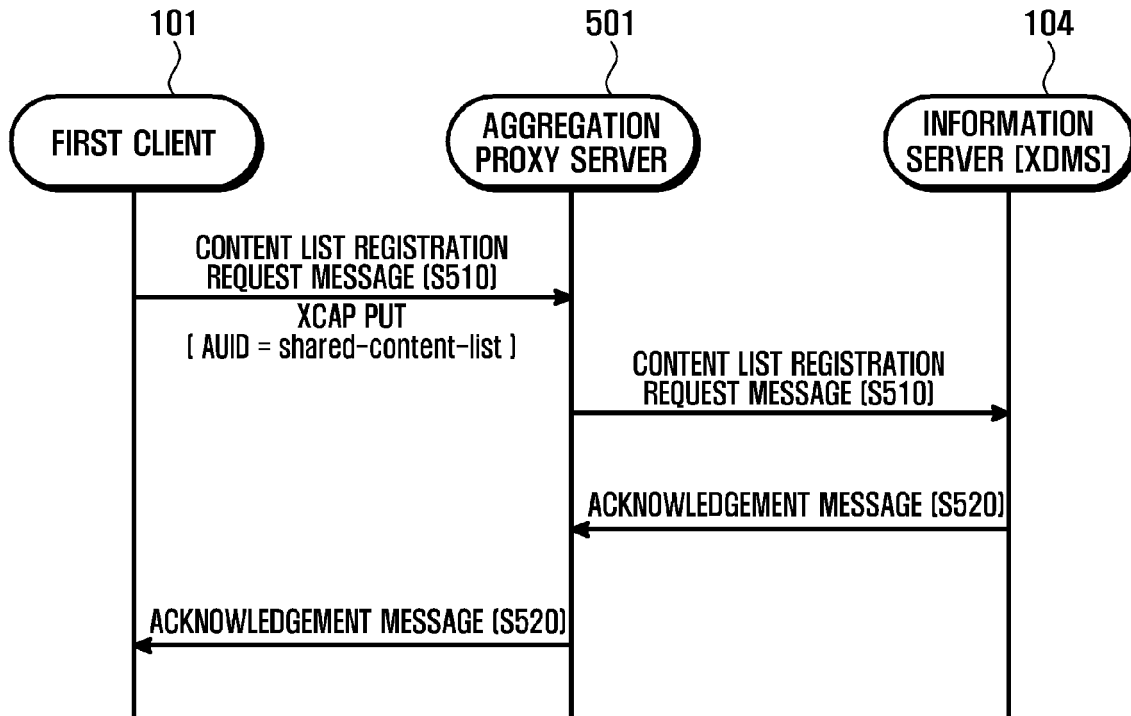 101
501
104
FIRST CLIENT
AGGREGATION
PROXY SERVER
INFORMATION
SERVER [XDMS]
CONTENT LIST REGISTRATION
REQUEST MESSAGE (S510)
XCAP PUT
( AUID = shared-content-list )
CONTENT LIST REGISTRATION
REQUEST MESSAGE (S510)
ACKNOWLEDGEMENT MESSAGE (S520)
ACKNOWLEDGEMENT MESSAGE (S520)